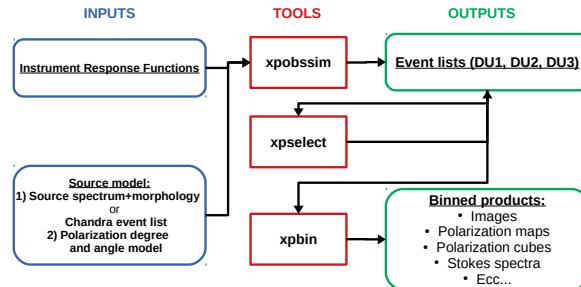 INPUTS
TOOLS
OUTPUTS
Instrument Response Functions
xpobssim
Event lists (DU1, DU2, DU3)
xpselect
Source model:
1) Source spectrum+morphology
or
Chandra event list
2) Polarization degree
and angle model
xpbin
Binned products:
• Images
• Polarization maps
• Polarization cubes
• Stokes spectra
• Ecc...